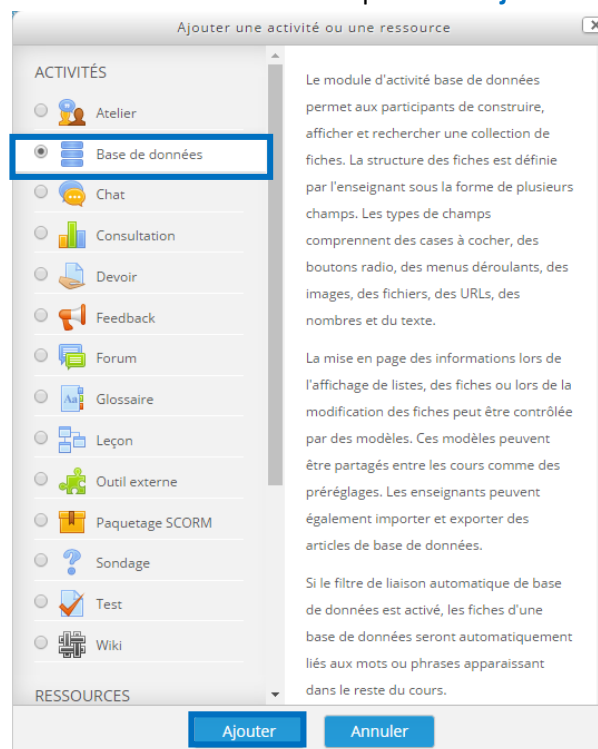 Ajouter une activité ou une ressource
ACTIVITÉS
Atelier
Base de données
Chat
Consultation
Devoir
Feedback
Forum
Glossaire
Leçon
Outil externe
Paquetage SCORM
Sondage
Test
Wiki
RESSOURCES
Le module d'activité base de données
permet aux participants de construire,
afficher et rechercher une collection de
fiches. La structure des fiches est définie
par l'enseignant sous la forme de plusieurs
champs. Les types de champs
comprennent des cases à cocher, des
boutons radio, des menus déroulants, des
images, des fichiers, des URLs, des
nombres et du texte.
La mise en page des informations lors de
l'affichage de listes, des fiches ou lors de la
modification des fiches peut être contrôlée
par des modèles. Ces modèles peuvent
être partagés entre les cours comme des
préréglages. Les enseignants peuvent
également importer et exporter des
articles de base de données.
Si le filtre de liaison automatique de base
de données est activé, les fiches d'une
base de données seront automatiquement
liés aux mots ou phrases apparaissant
dans le reste du cours.
Ajouter
Annuler